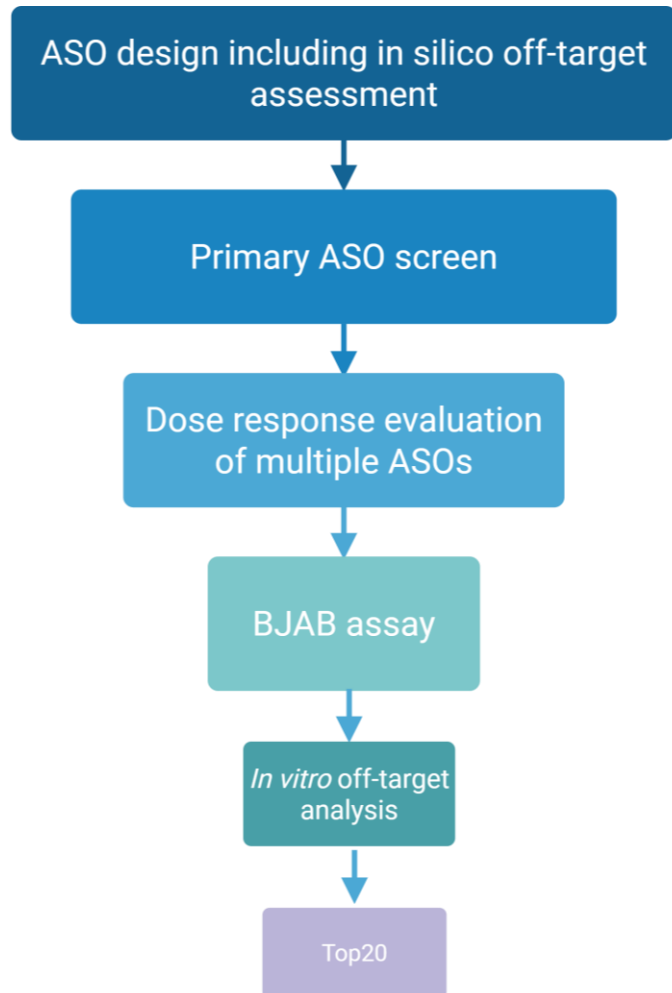 ASO design including in silico off-target
assessment
Primary ASO screen
Dose response evaluation
of multiple ASOs
BJAB assay
In vitro off-target
analysis
Top20